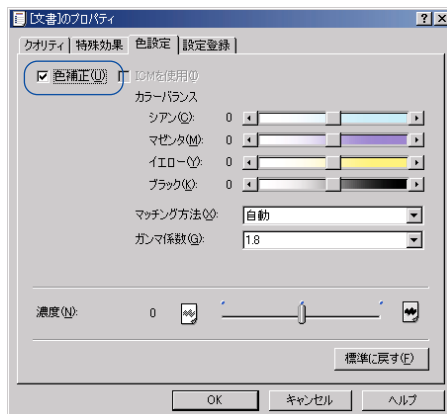 [文書]のプロパティ
クオリティ 特殊効果 色設定 設定登録
色補正(U) ICMを使用(I)
カラーバランス
シアン(C): 0
マゼンタ(M): 0
イエロー(Y): 0
ブラック(K): 0
マッチング方法(X): 自動
ガンマ係数(G): 1.8
濃度(N): 0
標準に戻す(F)
OK キャンセル ヘルプ